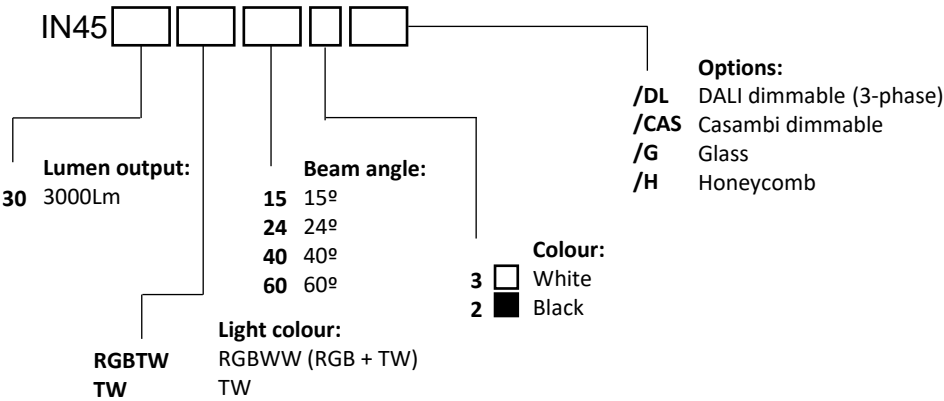 IN45
Options:
/DL DALI dimmable (3-phase)
/CAS Casambi dimmable
/G Glass
/H Honeycomb
Lumen output:
30 3000Lm
Beam angle:
15 15º
24 24º
40 40º
60 60º
Colour:
3 White
2 Black
Light colour:
RGBTW RGBWW (RGB + TW)
TW TW